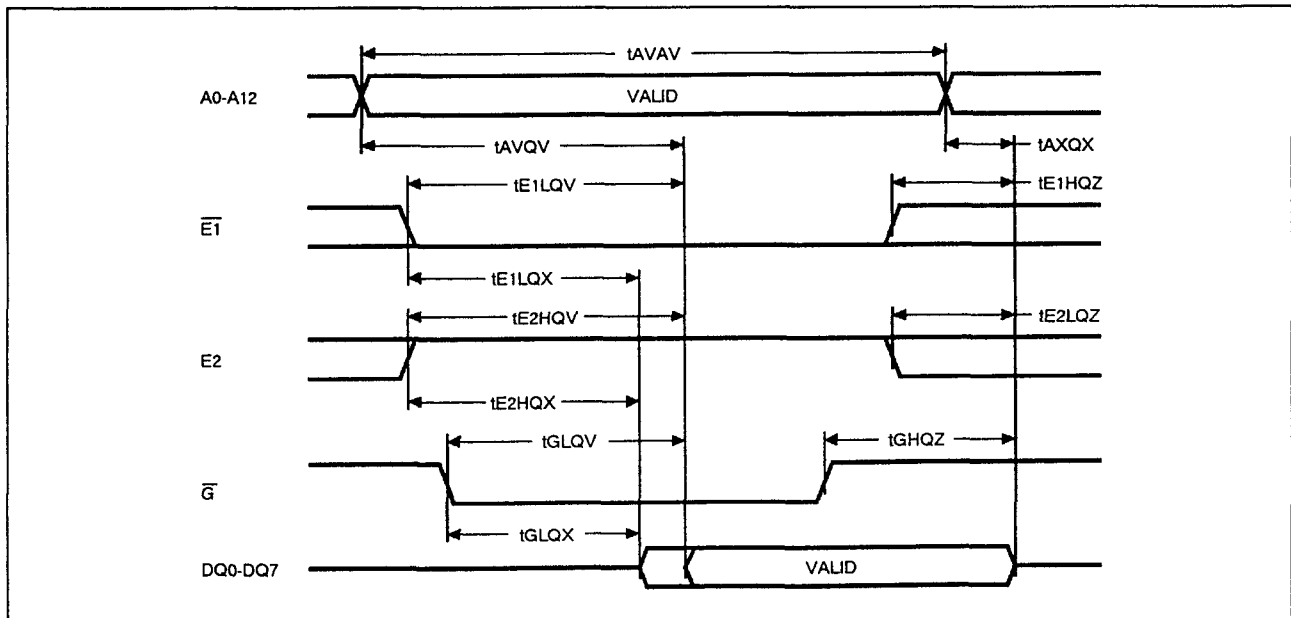 tAVAV
A0-A12
VALID
tAVQV
tAXQX
tE1LQV
tE1HQZ
E1
tE1LQX
tE2HQV
tE2LQZ
E2
tE2HQX
tGLQV
tGHQZ
G
tGLQX
DQ0-DQ7
VALID